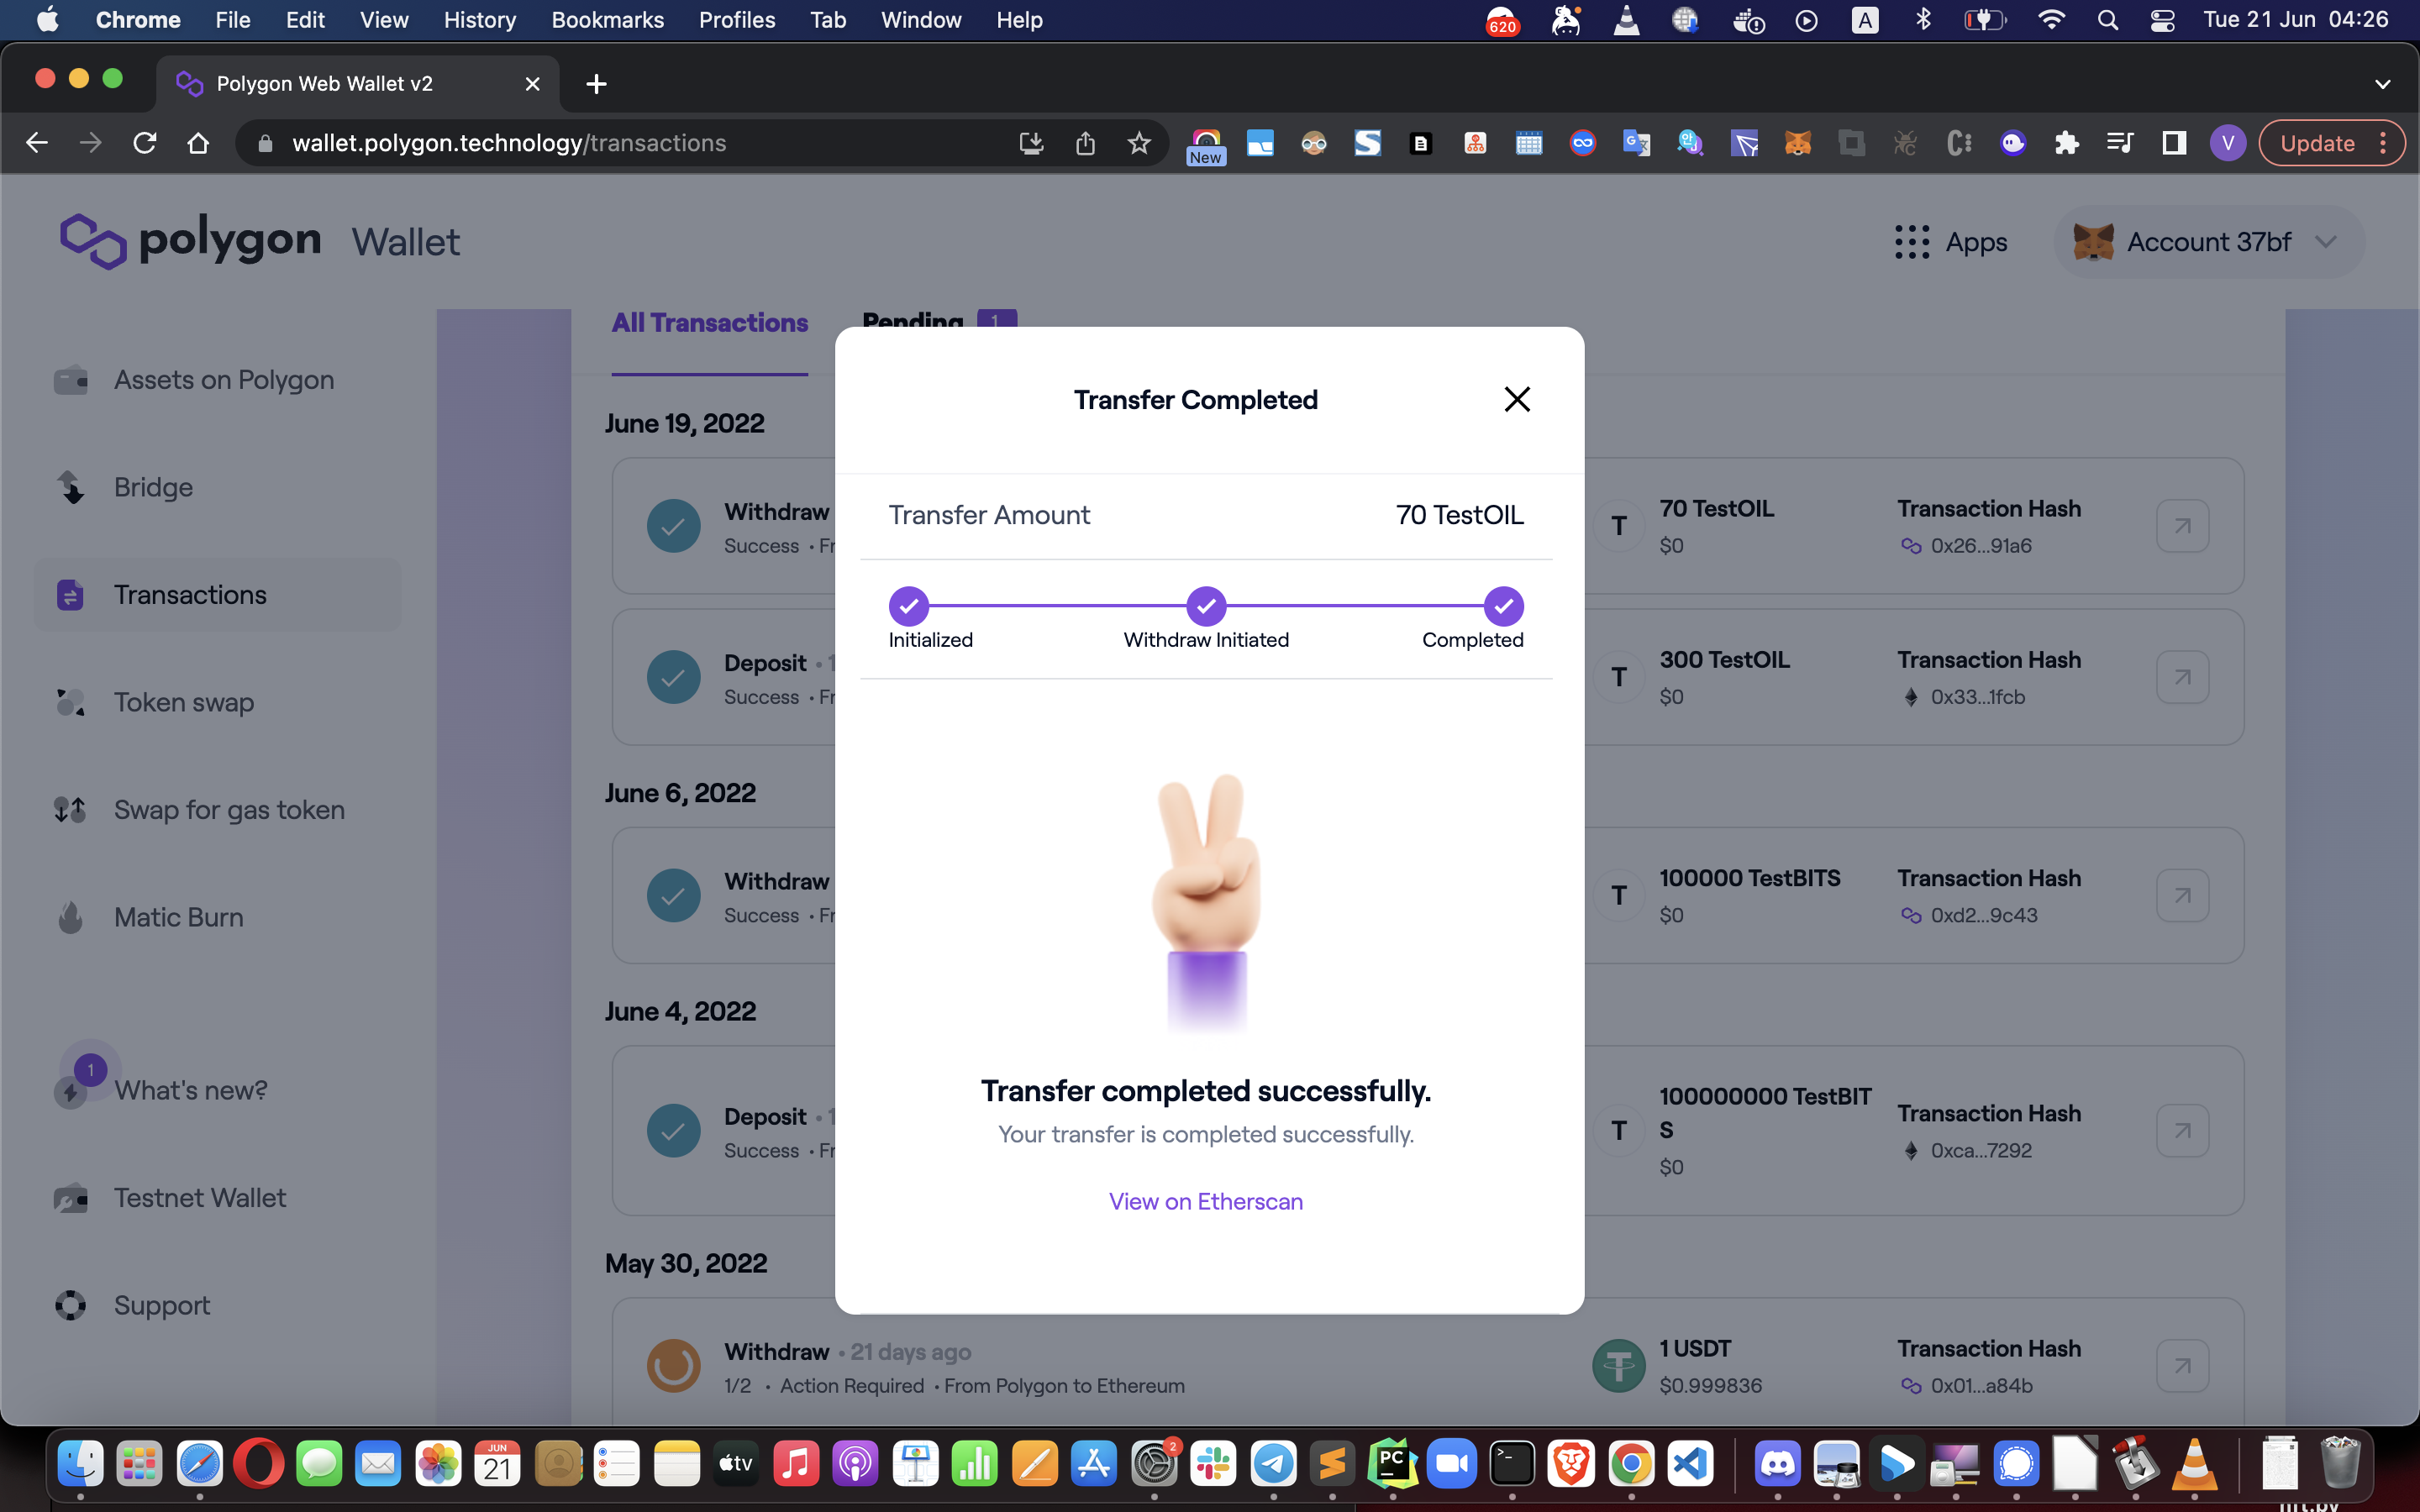 Chrome File Edit View History Bookmarks Profiles Tab Window Help
620
A
Tue 21 Jun 04:26
Polygon Web Wallet v2
wallet.polygon.technology/transactions
New
V
Update
polygon Wallet
Apps
Account 37bf
Assets on Polygon
Bridge
Transactions
Token swap
Swap for gas token
Matic Burn
1
What's new?
Testnet Wallet
Support
All Transactions
Pending 1
June 19, 2022
Withdraw
Success • Fr
T
70 TestOIL
$0
Transaction Hash
0x26...91a6
Deposit • 1
Success • Fr
T
300 TestOIL
$0
Transaction Hash
0x33...1fcb
June 6, 2022
Withdraw
Success • Fr
T
100000 TestBITS
$0
Transaction Hash
0xd2...9c43
June 4, 2022
Deposit • 1
Success • Fr
T
100000000 TestBIT
S
$0
Transaction Hash
0xca...7292
May 30, 2022
Withdraw • 21 days ago
1/2 • Action Required • From Polygon to Ethereum
1 USDT
$0.999836
Transaction Hash
0x01...a84b
Transfer Completed
Transfer Amount
70 TestOIL
Initialized
Withdraw Initiated
Completed
Transfer completed successfully.
Your transfer is completed successfully.
View on Etherscan
JUN
21
tv
2
PC
nft.py